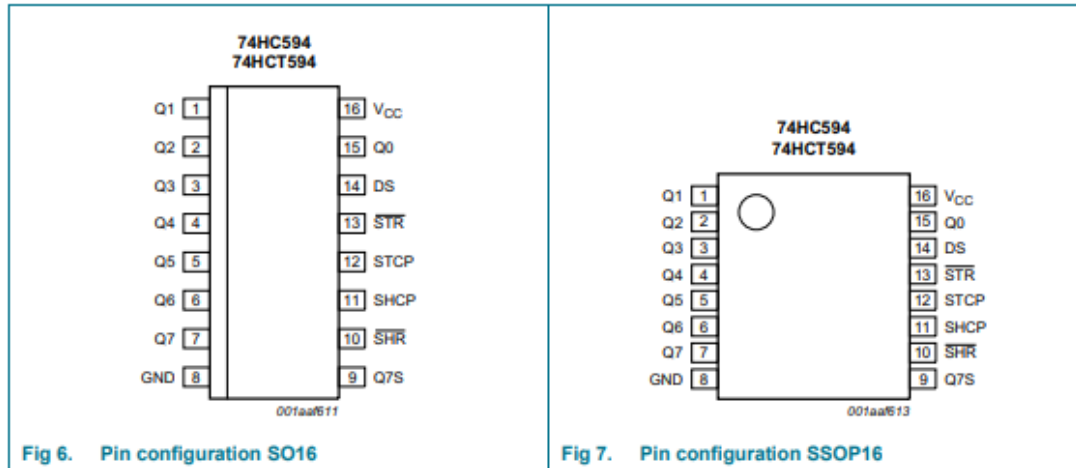 74HC594
74HCT594
Q1 1 16 VCC
Q2 2 15 Q0
Q3 3 14 DS
Q4 4 13 STR
Q5 5 12 STCP
Q6 6 11 SHCP
Q7 7 10 SHR
GND 8 9 Q7S
001aaf611
Fig 6. Pin configuration SO16
74HC594
74HCT594
Q1 1 16 VCC
Q2 2 15 Q0
Q3 3 14 DS
Q4 4 13 STR
Q5 5 12 STCP
Q6 6 11 SHCP
Q7 7 10 SHR
GND 8 9 Q7S
001aaf613
Fig 7. Pin configuration SSOP16